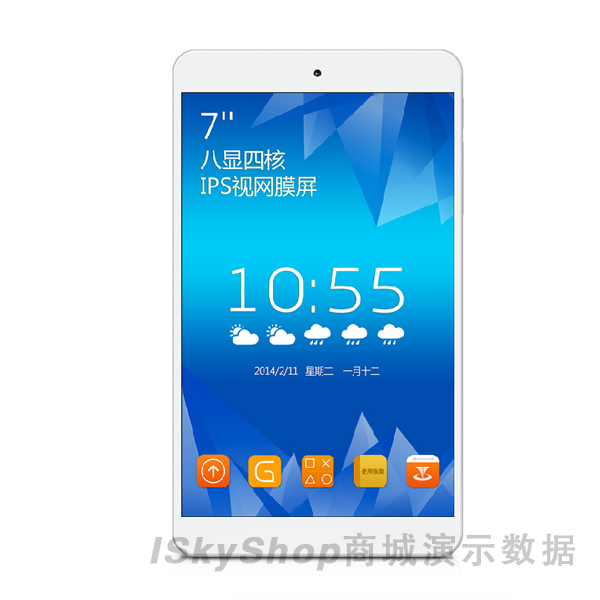 7"
八显四核
IPS视网膜屏
10:55
2014/2/11 星期二 一月十二
使用指南
ISkyShop商城演示数据